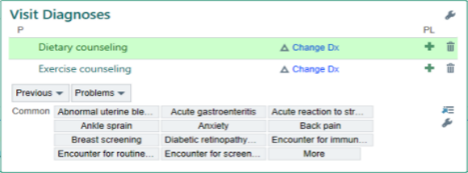 Visit Diagnoses
P PL
Dietary counseling Change Dx
Exercise counseling Change Dx
Previous Problems
Common Abnormal uterine ble... Acute gastroenteritis Acute reaction to str...
Ankle sprain Anxiety Back pain
Breast screening Diabetic retinopathy... Encounter for immun...
Encounter for routine... Encounter for screen... More